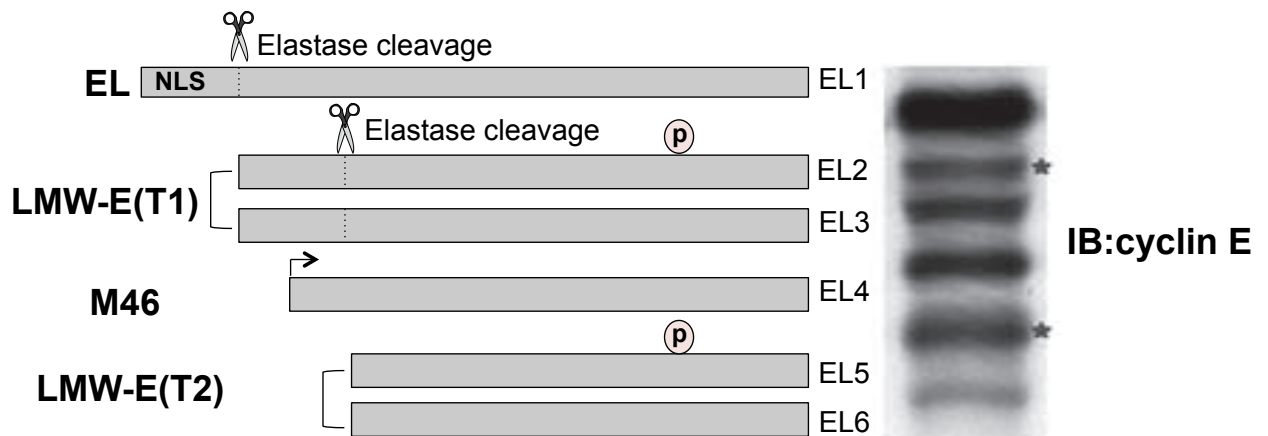 Elastase cleavage
EL NLS EL1
Elastase cleavage
p
EL2
LMW-E(T1)
EL3
IB:cyclin E
M46 EL4
p
LMW-E(T2) EL5
EL6
*
*